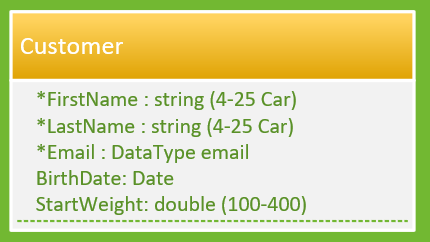 Customer
*FirstName : string (4-25 Car)
*LastName : string (4-25 Car)
*Email : DataType email
BirthDate: Date
StartWeight: double (100-400)